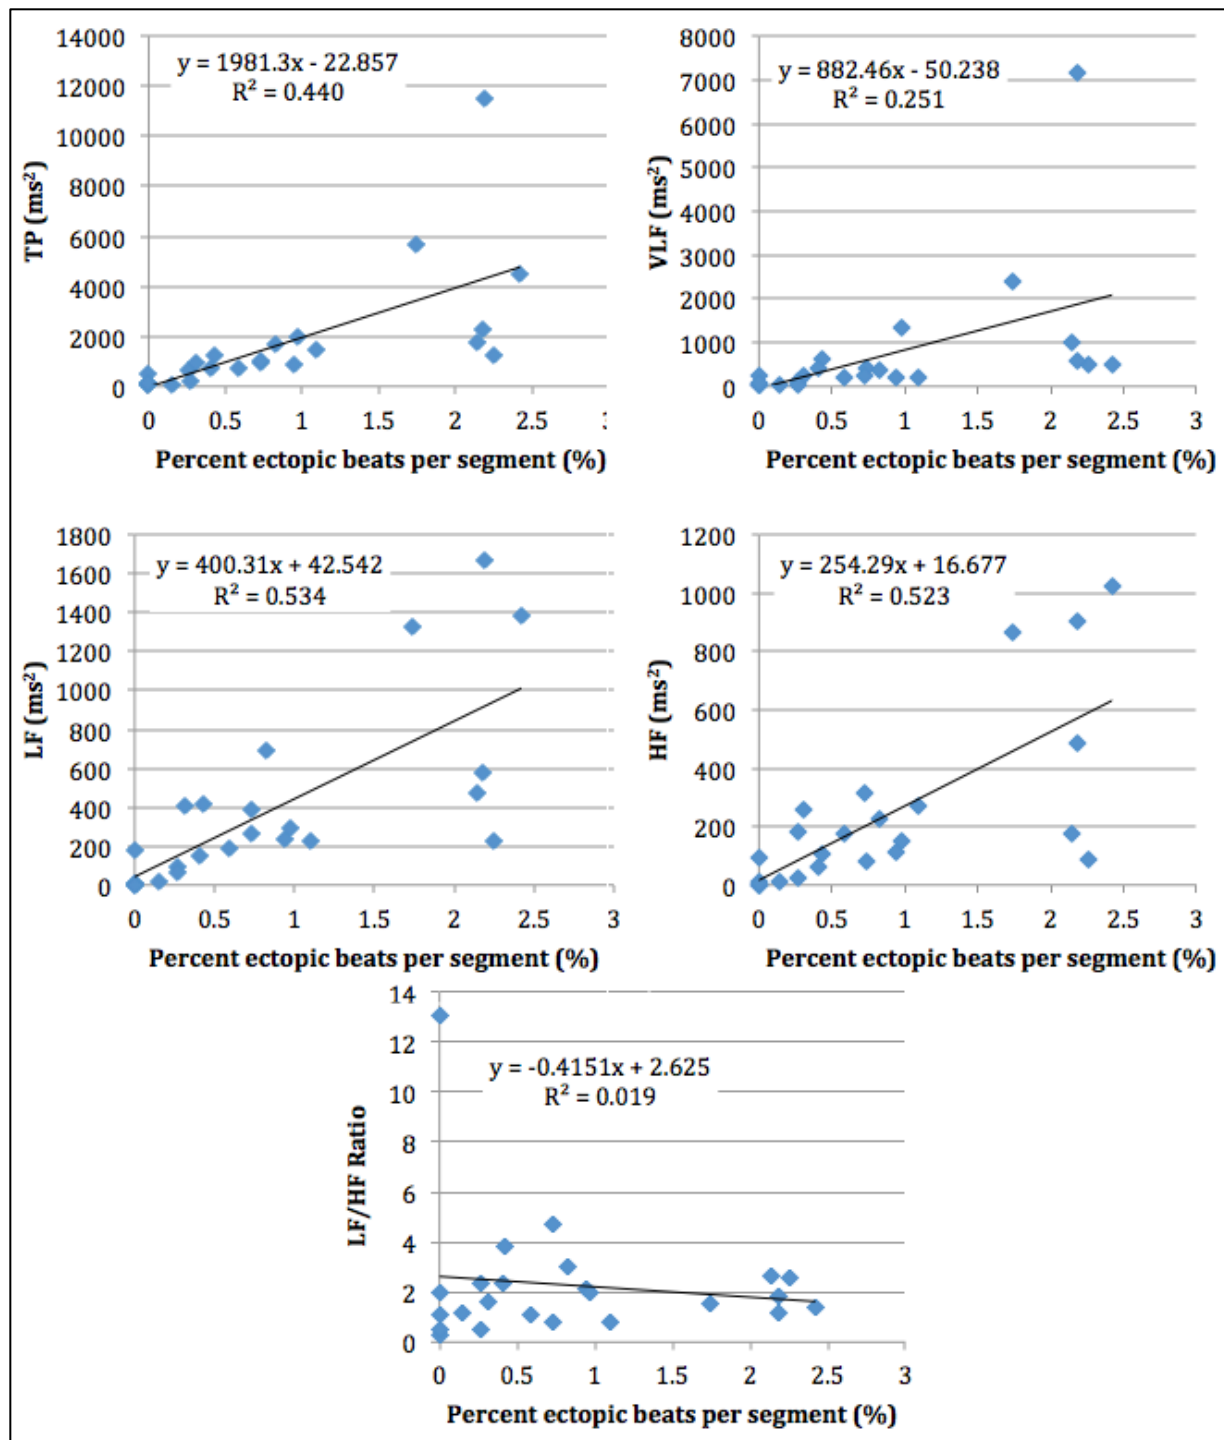 14000
12000
10000
8000
6000
4000
2000
0
TP (ms²)
y = 1981.3x - 22.857
R² = 0.440
0 0.5 1 1.5 2 2.5
Percent ectopic beats per segment (%)
8000
7000
6000
5000
4000
3000
2000
1000
0
VLF (ms²)
y = 882.46x - 50.238
R² = 0.251
0 0.5 1 1.5 2 2.5 3
Percent ectopic beats per segment (%)
1800
1600
1400
1200
1000
800
600
400
200
0
LF (ms²)
y = 400.31x + 42.542
R² = 0.534
0 0.5 1 1.5 2 2.5 3
Percent ectopic beats per segment (%)
1200
1000
800
600
400
200
0
HF (ms²)
y = 254.29x + 16.677
R² = 0.523
0 0.5 1 1.5 2 2.5 3
Percent ectopic beats per segment (%)
14
12
10
8
6
4
2
0
LF/HF Ratio
y = -0.4151x + 2.625
R² = 0.019
0 0.5 1 1.5 2 2.5 3
Percent ectopic beats per segment (%)